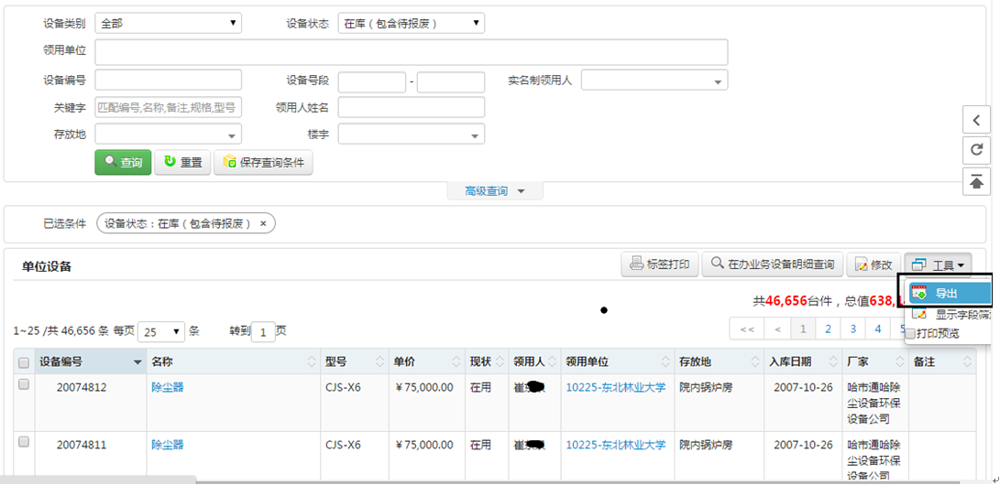 设备类别 全部 设备状态 在库（包含待报废）
领用单位
设备编号 设备号段 - 实名制领用人
关键字 匹配编号,名称,备注,规格,型号 领用人姓名
存放地 楼宇
查询 重置 保存查询条件
高级查询
已选条件 设备状态：在库（包含待报废） ×
单位设备 标签打印 在办业务设备明细查询 修改 工具
导出
共46,656台件，总值638,
显示字段筛
打印预览
1~25 /共 46,656 条 每页 25 条 转到 1 页 << < 1 2 3 4 5
设备编号 名称 型号 单价 现状 领用人 领用单位 存放地 入库日期 厂家 备注
20074812 除尘器 CJS-X6 ￥75,000.00 在用 崔 10225-东北林业大学 院内锅炉房 2007-10-26 哈市通哈除
尘设备环保
设备公司
20074811 除尘器 CJS-X6 ￥75,000.00 在用 崔 10225-东北林业大学 院内锅炉房 2007-10-26 哈市通哈除
尘设备环保
设备公司